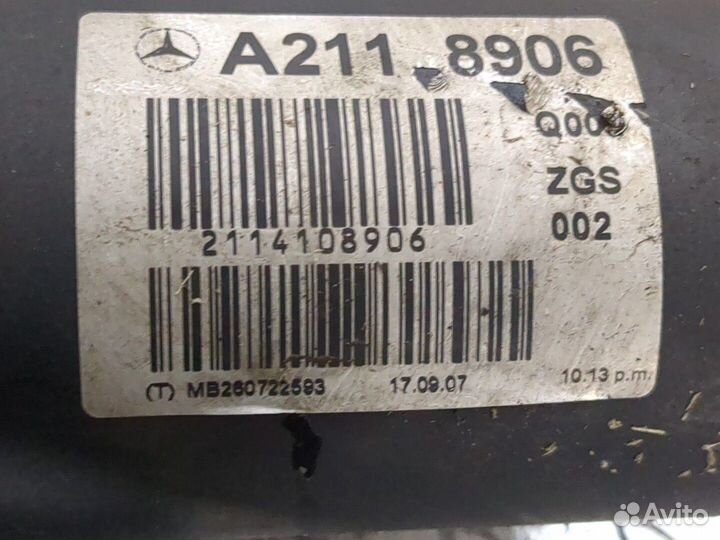 A211 8906
Q00
ZGS
002
2114108906
(T) MB260722593 17.09.07 10.13 p.m.
Avito